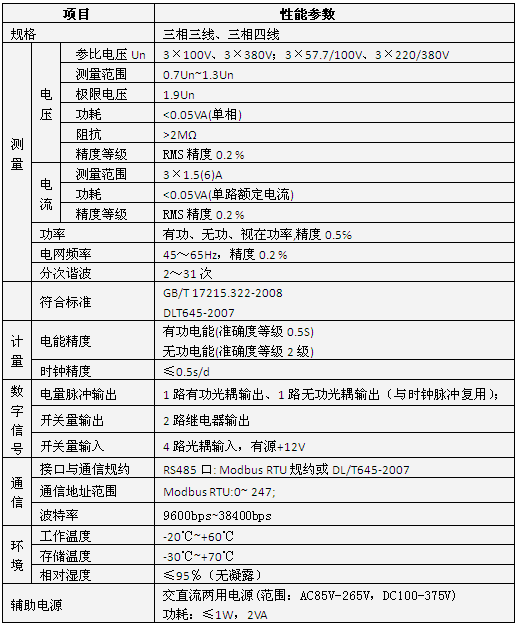 项目 性能参数
规格 三相三线、三相四线
测量 电压 参比电压 Un 3×100V、3×380V；3×57.7/100V、3×220/380V
测量范围 0.7Un~1.3Un
极限电压 1.9Un
功耗 <0.05VA(单相)
阻抗 >2MΩ
精度等级 RMS 精度 0.2％
电流 测量范围 3×1.5(6)A
功耗 <0.05VA(单路额定电流)
精度等级 RMS 精度 0.2％
功率 有功、无功、视在功率,精度 0.5%
电网频率 45～65Hz，精度 0.2％
分次谐波 2～31 次
符合标准 GB/T 17215.322-2008
DLT645-2007
计量 电能精度 有功电能(准确度等级 0.5S)
无功电能(准确度等级 2 级)
时钟精度 ≤0.5s/d
数字信号 电量脉冲输出 1 路有功光耦输出、1 路无功光耦输出（与时钟脉冲复用）；
开关量输出 2 路继电器输出
开关量输入 4 路光耦输入，有源+12V
通信 接口与通信规约 RS485 口: Modbus RTU 规约或 DL/T645-2007
通信地址范围 Modbus RTU:0~ 247;
波特率 9600bps~38400bps
环境 工作温度 -20℃~+60℃
存储温度 -30℃~+70℃
相对湿度 ≤95％（无凝露）
辅助电源 交直流两用电源(范围：AC85V-265V，DC100-375V)
功耗：≤1W，2VA